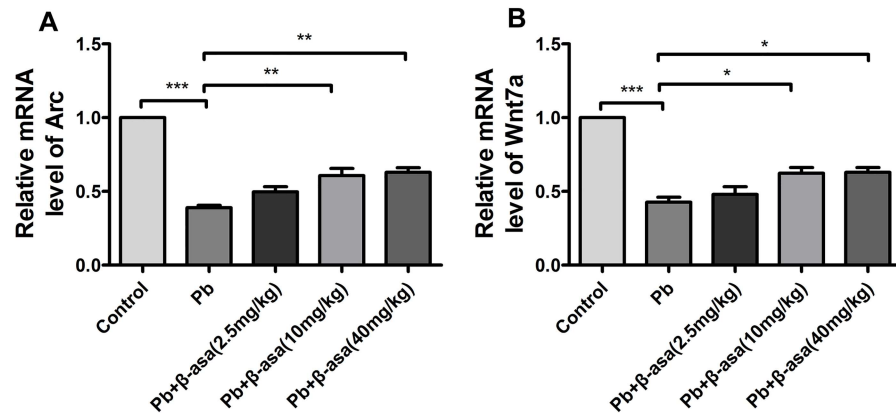 A
Relative mRNA
level of Arc
1.5
1.0
0.5
0.0
***
**
**
Control
Pb
Pb+β-asa(2.5mg/kg)
Pb+β-asa(10mg/kg)
Pb+β-asa(40mg/kg)
B
Relative mRNA
level of Wnt7a
1.5
1.0
0.5
0.0
***
*
*
Control
Pb
Pb+β-asa(2.5mg/kg)
Pb+β-asa(10mg/kg)
Pb+β-asa(40mg/kg)